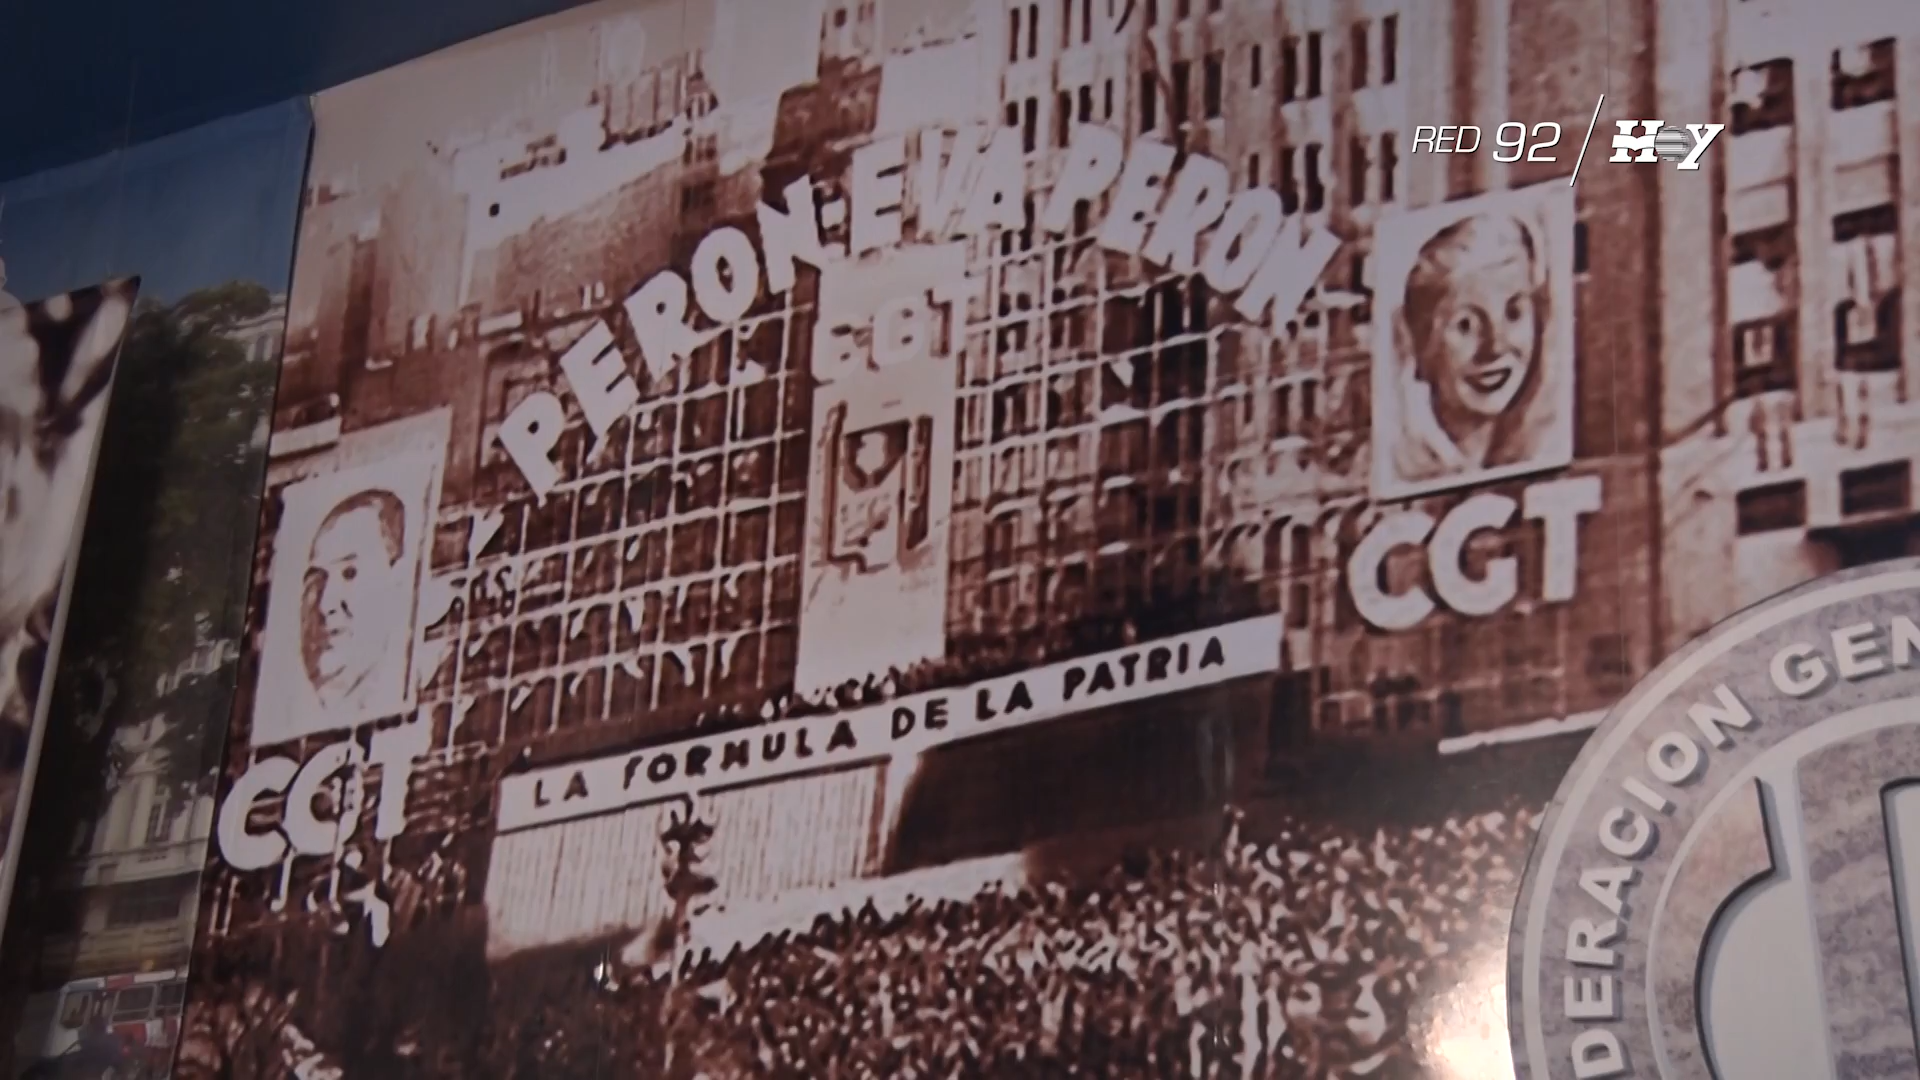 RED 92 / HOY
PERON-EVA PERON
CGT
CGT
CGT
LA FORMULA DE LA PATRIA
DERACION GEN